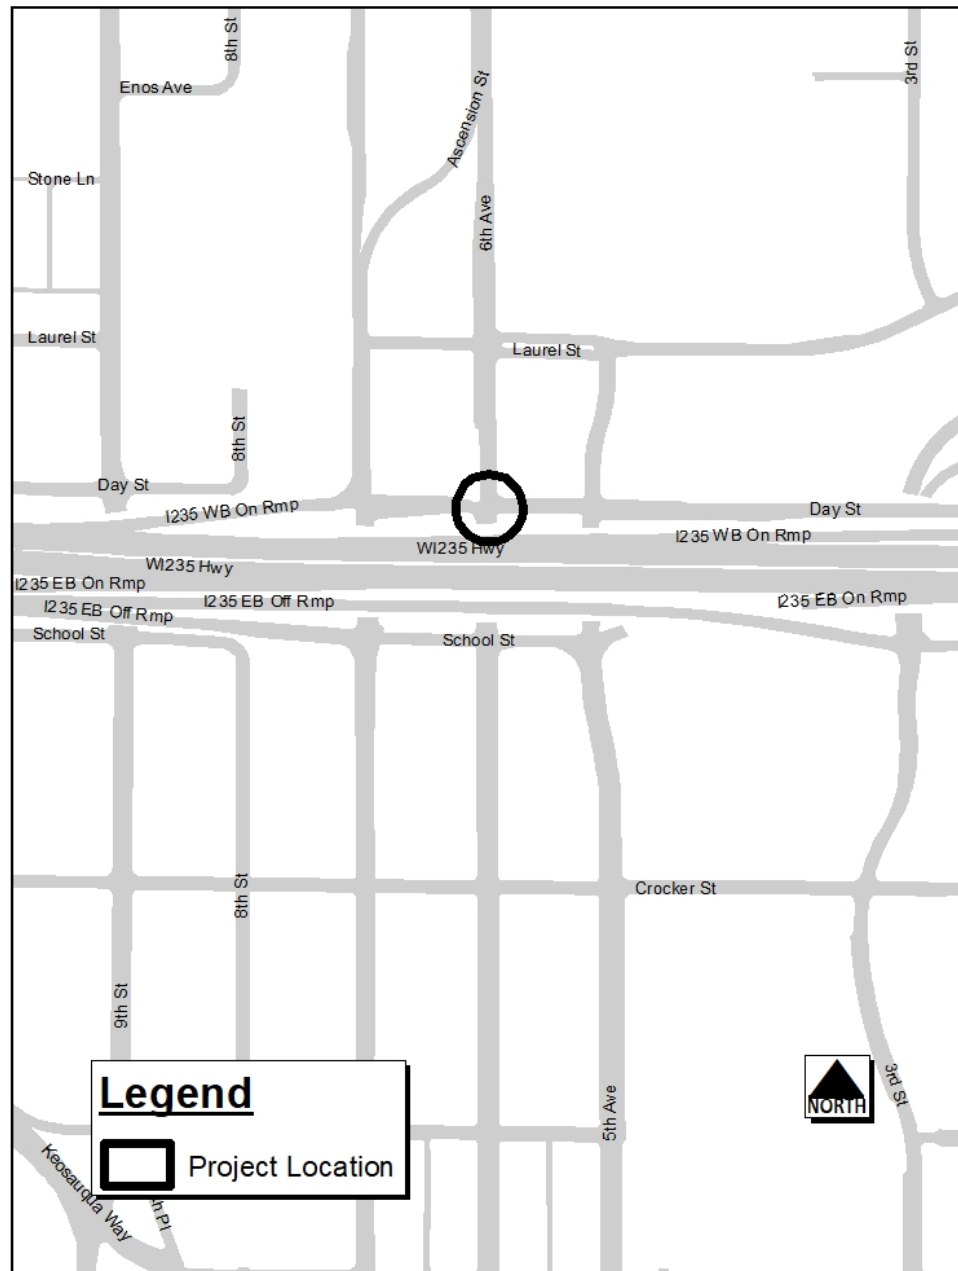 8th St
3rd St
Enos Ave
Ascension St
Stone Ln
6th Ave
Laurel St
Laurel St
8th St
Day St
I235 WB On Rmp
Day St
I235 WB On Rmp
WI235 Hwy
WI235 Hwy
I235 EB On Rmp
I235 EB Off Rmp
I235 EB On Rmp
I235 EB Off Rmp
School St
School St
8th St
Crocker St
9th St
Legend
Project Location
5th Ave
NORTH
3rd St
Keosauqua Way
Pl